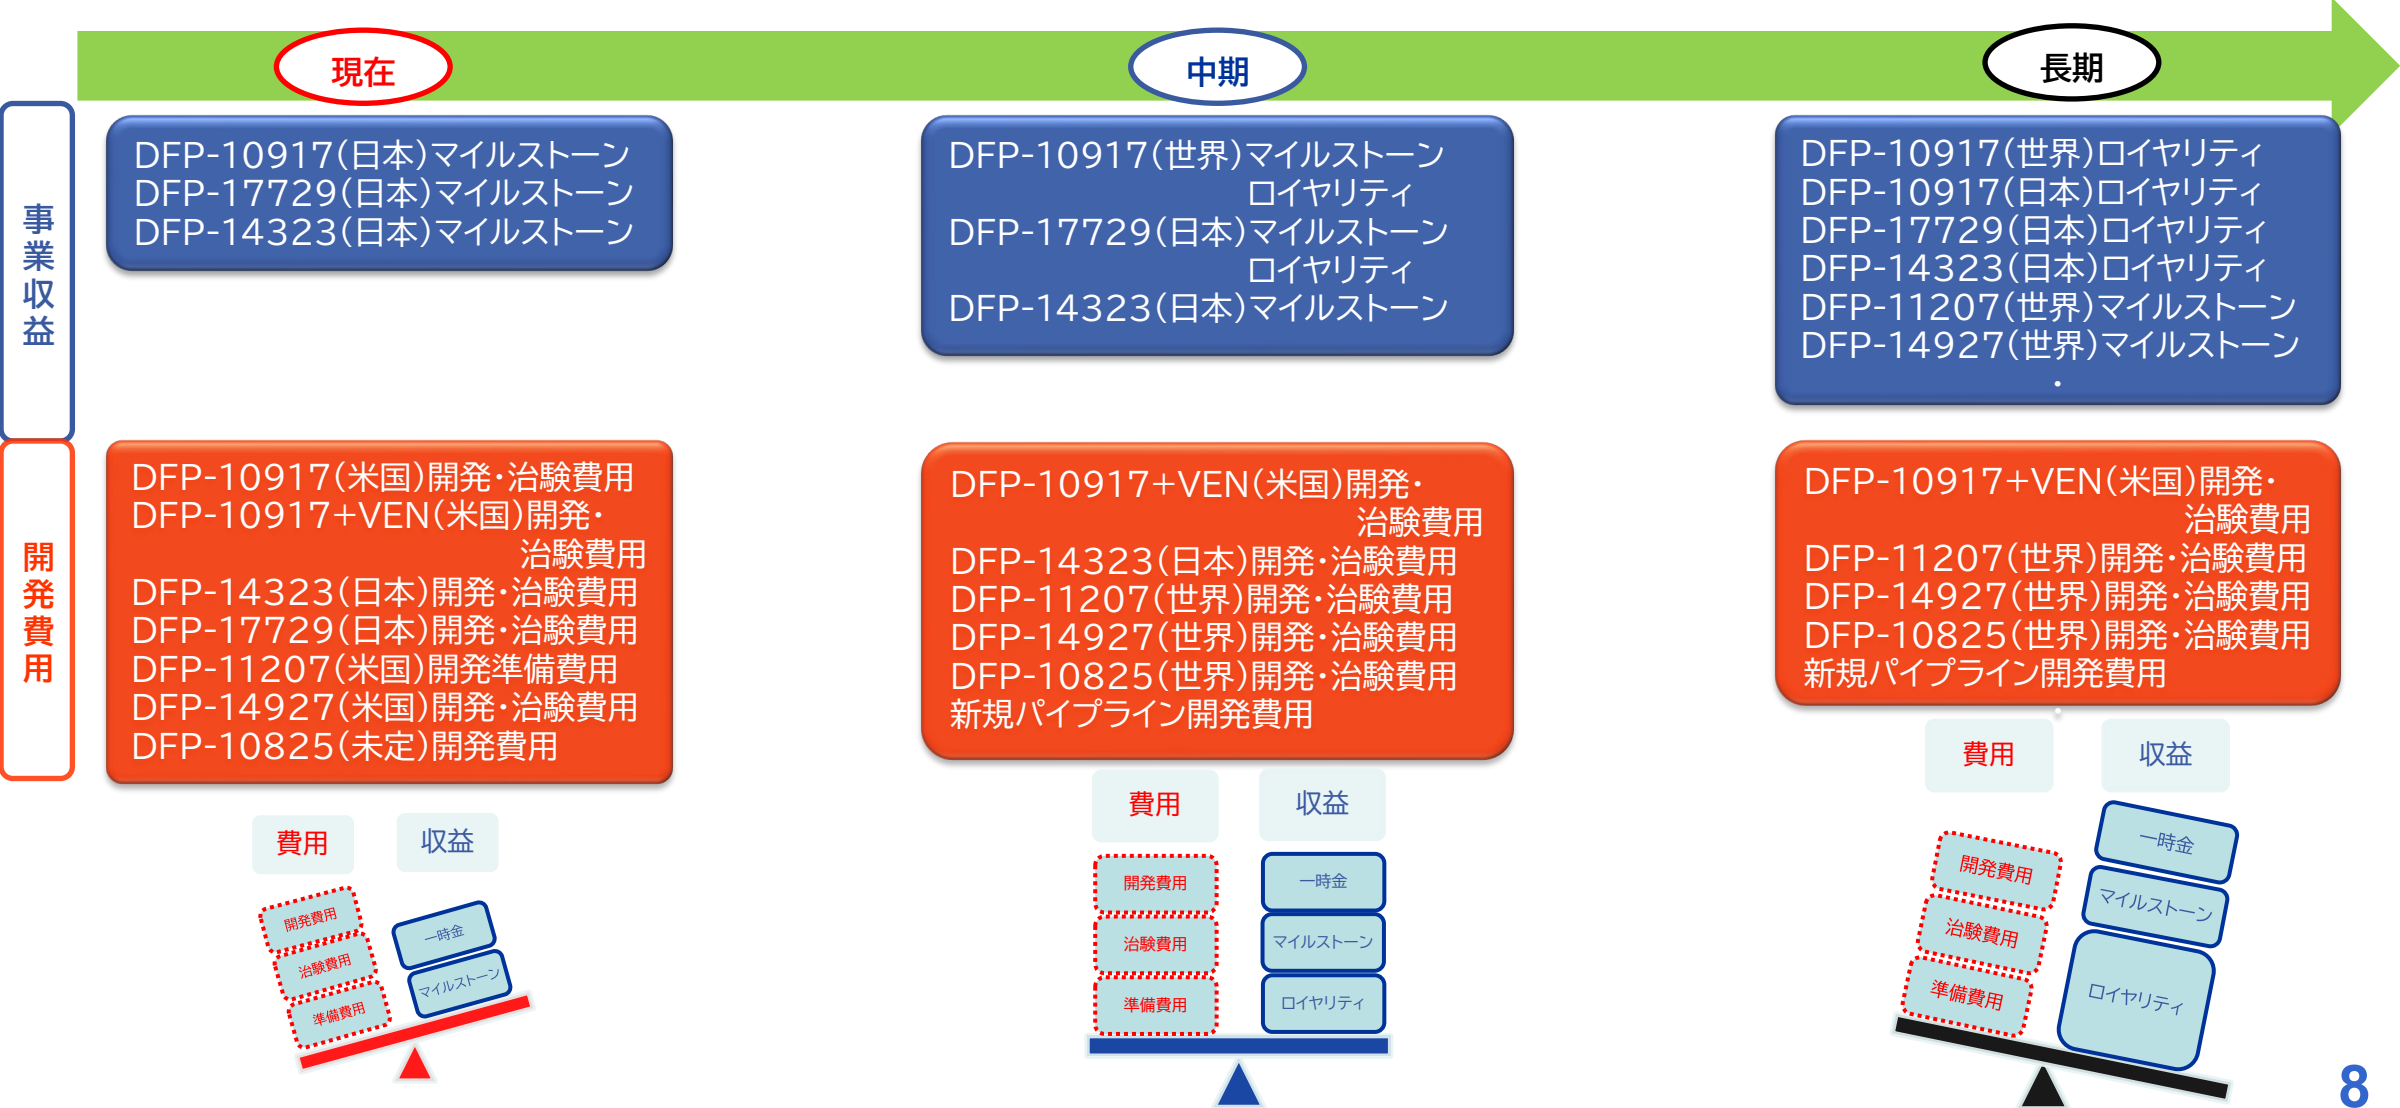 現在
中期
長期
事業収益
DFP-10917(日本)マイルストーン
DFP-17729(日本)マイルストーン
DFP-14323(日本)マイルストーン
DFP-10917(世界)マイルストーン
ロイヤリティ
DFP-17729(日本)マイルストーン
ロイヤリティ
DFP-14323(日本)マイルストーン
DFP-10917(世界)ロイヤリティ
DFP-10917(日本)ロイヤリティ
DFP-17729(日本)ロイヤリティ
DFP-14323(日本)ロイヤリティ
DFP-11207(世界)マイルストーン
DFP-14927(世界)マイルストーン
・
開発費用
DFP-10917(米国)開発・治験費用
DFP-10917+VEN(米国)開発・
治験費用
DFP-14323(日本)開発・治験費用
DFP-17729(日本)開発・治験費用
DFP-11207(米国)開発準備費用
DFP-14927(米国)開発・治験費用
DFP-10825(未定)開発費用
DFP-10917+VEN(米国)開発・
治験費用
DFP-14323(日本)開発・治験費用
DFP-11207(世界)開発・治験費用
DFP-14927(世界)開発・治験費用
DFP-10825(世界)開発・治験費用
新規パイプライン開発費用
DFP-10917+VEN(米国)開発・
治験費用
DFP-11207(世界)開発・治験費用
DFP-14927(世界)開発・治験費用
DFP-10825(世界)開発・治験費用
新規パイプライン開発費用
・
費用
収益
開発費用
治験費用
準備費用
一時金
マイルストーン
費用
収益
開発費用
治験費用
準備費用
一時金
マイルストーン
ロイヤリティ
費用
収益
開発費用
治験費用
準備費用
一時金
マイルストーン
ロイヤリティ
8